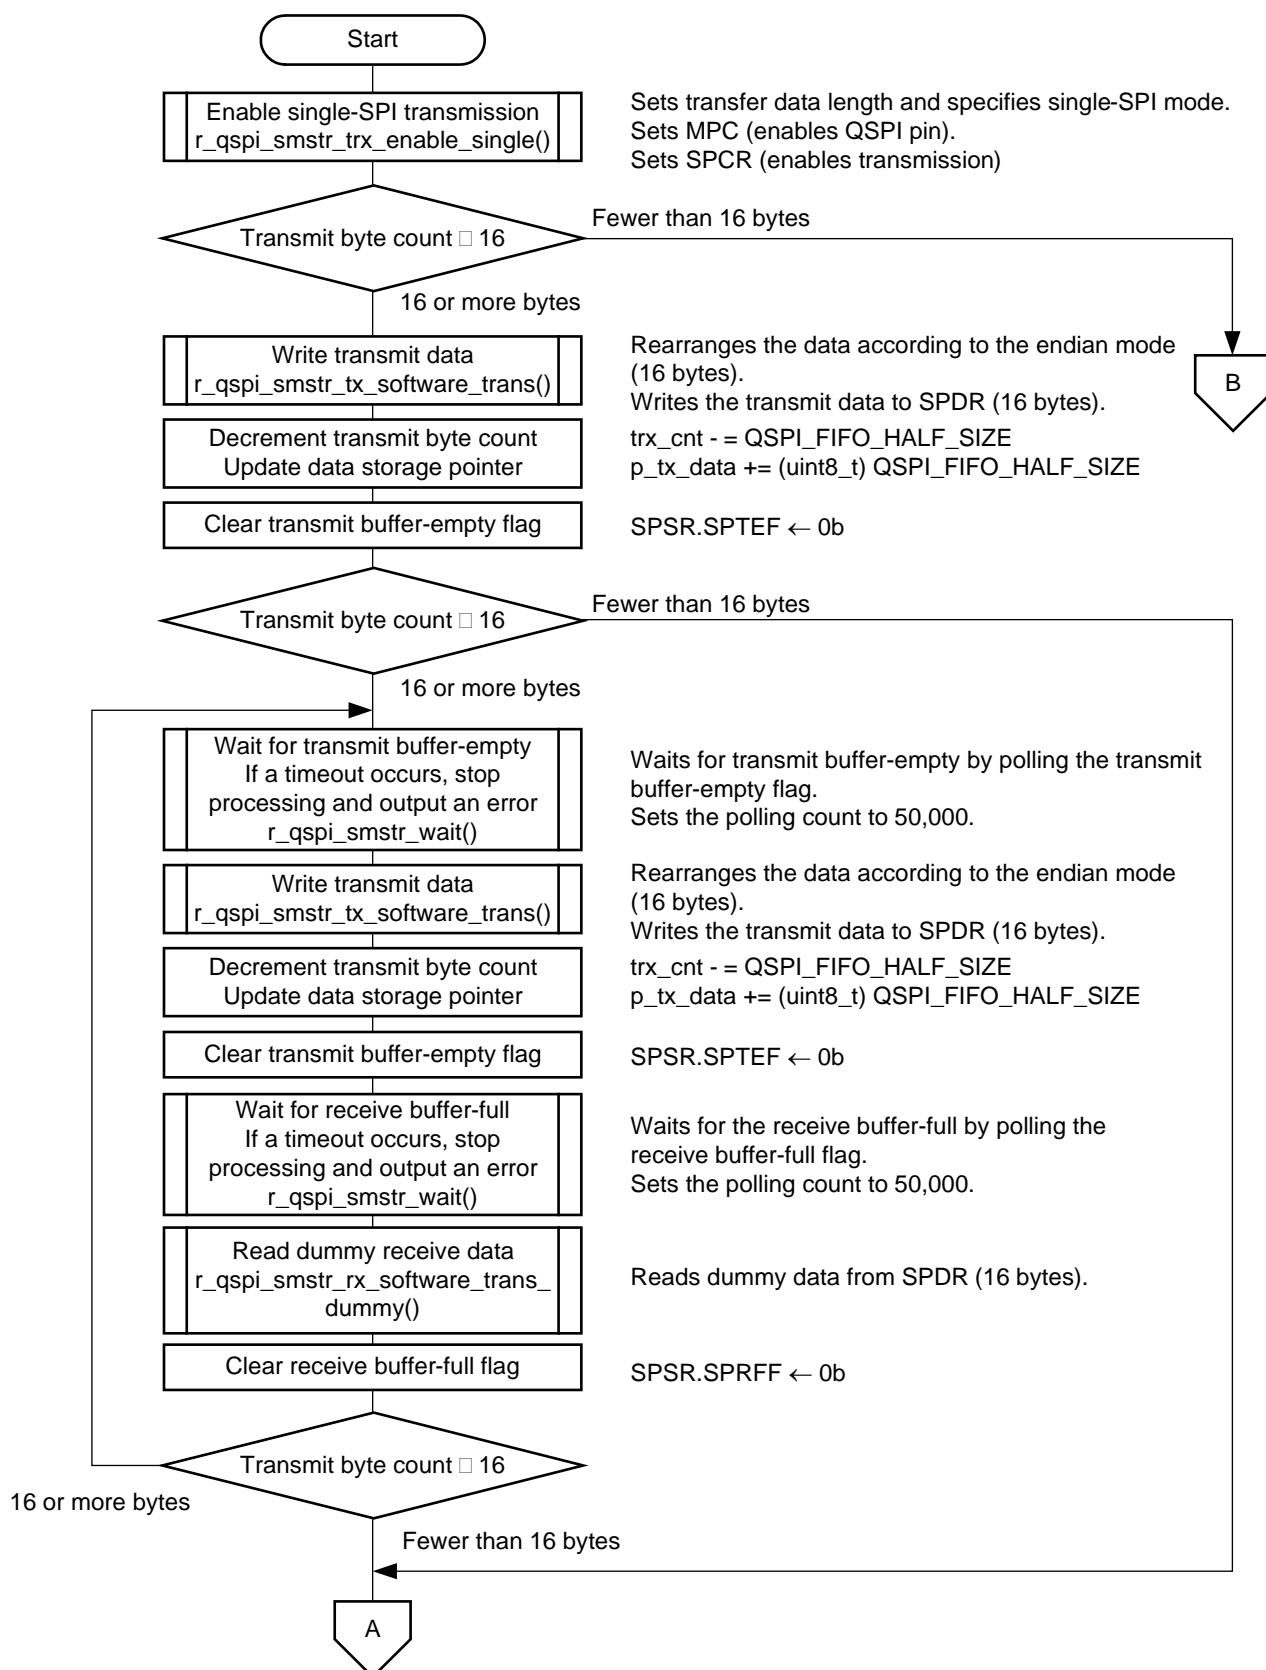 Start
Enable single-SPI transmission
r_qspi_smstr_trx_enable_single()
Sets transfer data length and specifies single-SPI mode.
Sets MPC (enables QSPI pin).
Sets SPCR (enables transmission)
Transmit byte count □ 16
Fewer than 16 bytes
16 or more bytes
Write transmit data
r_qspi_smstr_tx_software_trans()
Rearranges the data according to the endian mode
(16 bytes).
Writes the transmit data to SPDR (16 bytes).
B
Decrement transmit byte count
Update data storage pointer
trx_cnt - = QSPI_FIFO_HALF_SIZE
p_tx_data += (uint8_t) QSPI_FIFO_HALF_SIZE
Clear transmit buffer-empty flag
SPSR.SPTEF ← 0b
Transmit byte count □ 16
Fewer than 16 bytes
16 or more bytes
Wait for transmit buffer-empty
If a timeout occurs, stop
processing and output an error
r_qspi_smstr_wait()
Waits for transmit buffer-empty by polling the transmit
buffer-empty flag.
Sets the polling count to 50,000.
Write transmit data
r_qspi_smstr_tx_software_trans()
Rearranges the data according to the endian mode
(16 bytes).
Writes the transmit data to SPDR (16 bytes).
Decrement transmit byte count
Update data storage pointer
trx_cnt - = QSPI_FIFO_HALF_SIZE
p_tx_data += (uint8_t) QSPI_FIFO_HALF_SIZE
Clear transmit buffer-empty flag
SPSR.SPTEF ← 0b
Wait for receive buffer-full
If a timeout occurs, stop
processing and output an error
r_qspi_smstr_wait()
Waits for the receive buffer-full by polling the
receive buffer-full flag.
Sets the polling count to 50,000.
Read dummy receive data
r_qspi_smstr_rx_software_trans_
dummy()
Reads dummy data from SPDR (16 bytes).
Clear receive buffer-full flag
SPSR.SPRFF ← 0b
Transmit byte count □ 16
16 or more bytes
Fewer than 16 bytes
A